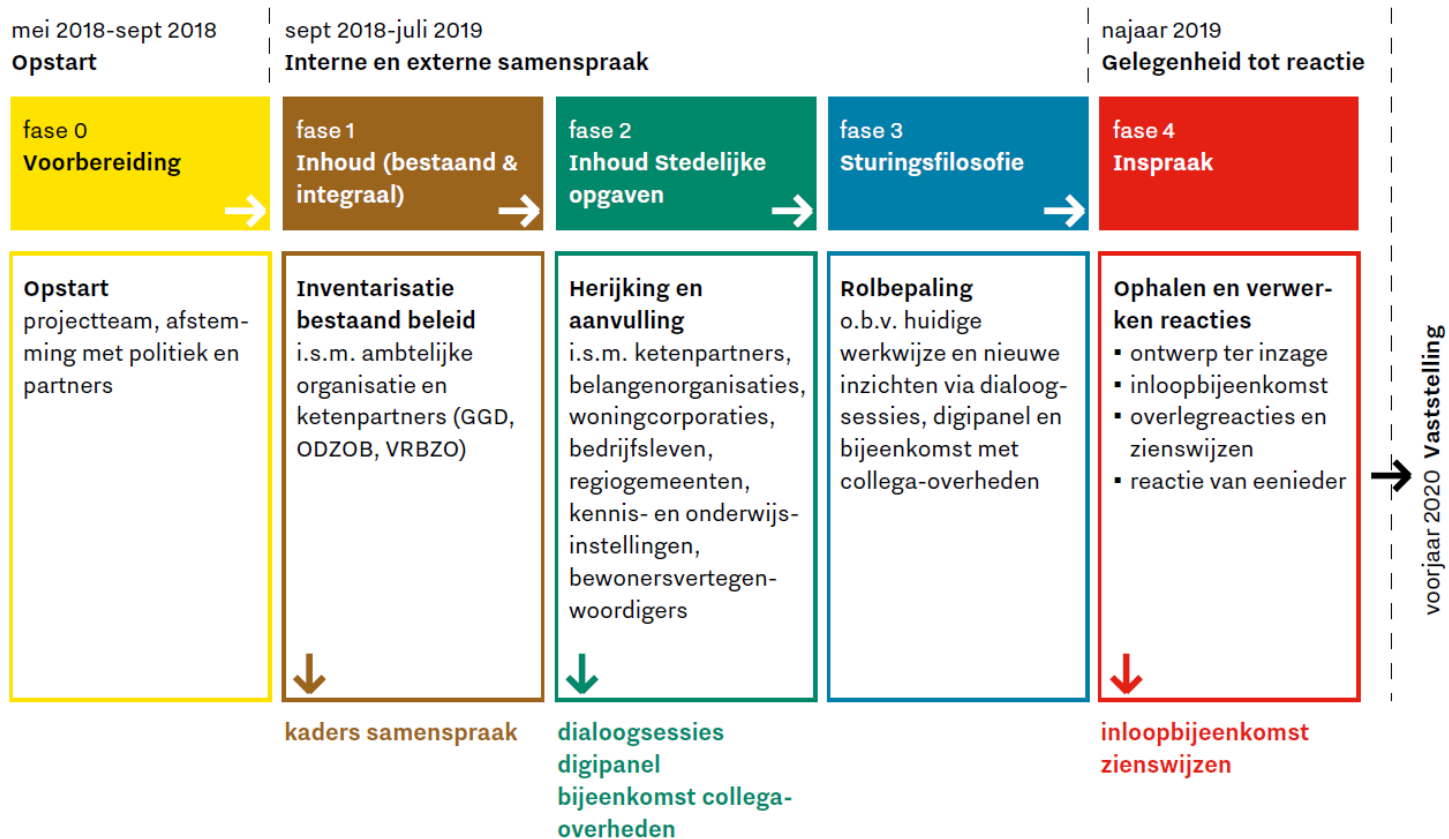 mei 2018-sept 2018
Opstart
sept 2018-juli 2019
Interne en externe samenspraak
najaar 2019
Gelegenheid tot reactie
fase 0
Voorbereiding
fase 1
Inhoud (bestaand &
integraal)
fase 2
Inhoud Stedelijke
opgaven
fase 3
Sturingsfilosofie
fase 4
Inspraak
Opstart
projectteam, afstem-
ming met politiek en
partners
Inventarisatie
bestaand beleid
i.s.m. ambtelijke
organisatie en
ketenpartners (GGD,
ODZOB, VRBZO)
kaders samenspraak
Herijking en
aanvulling
i.s.m. ketenpartners,
belangenorganisaties,
woningcorporaties,
bedrijfsleven,
regiogemeenten,
kennis- en onderwijs-
instellingen,
bewonersvertegen-
woordigers
dialoogsessies
digipanel
bijeenkomst collega-
overheden
Rolbepaling
o.b.v. huidige
werkwijze en nieuwe
inzichten via dialoog-
sessies, digipanel en
bijeenkomst met
collega-overheden
Ophalen en verwer-
ken reacties
▪ ontwerp ter inzage
▪ inloopbijeenkomst
▪ overlegreacties en
zienswijzen
▪ reactie van eenieder
inloopbijeenkomst
zienswijzen
voorjaar 2020 Vaststelling